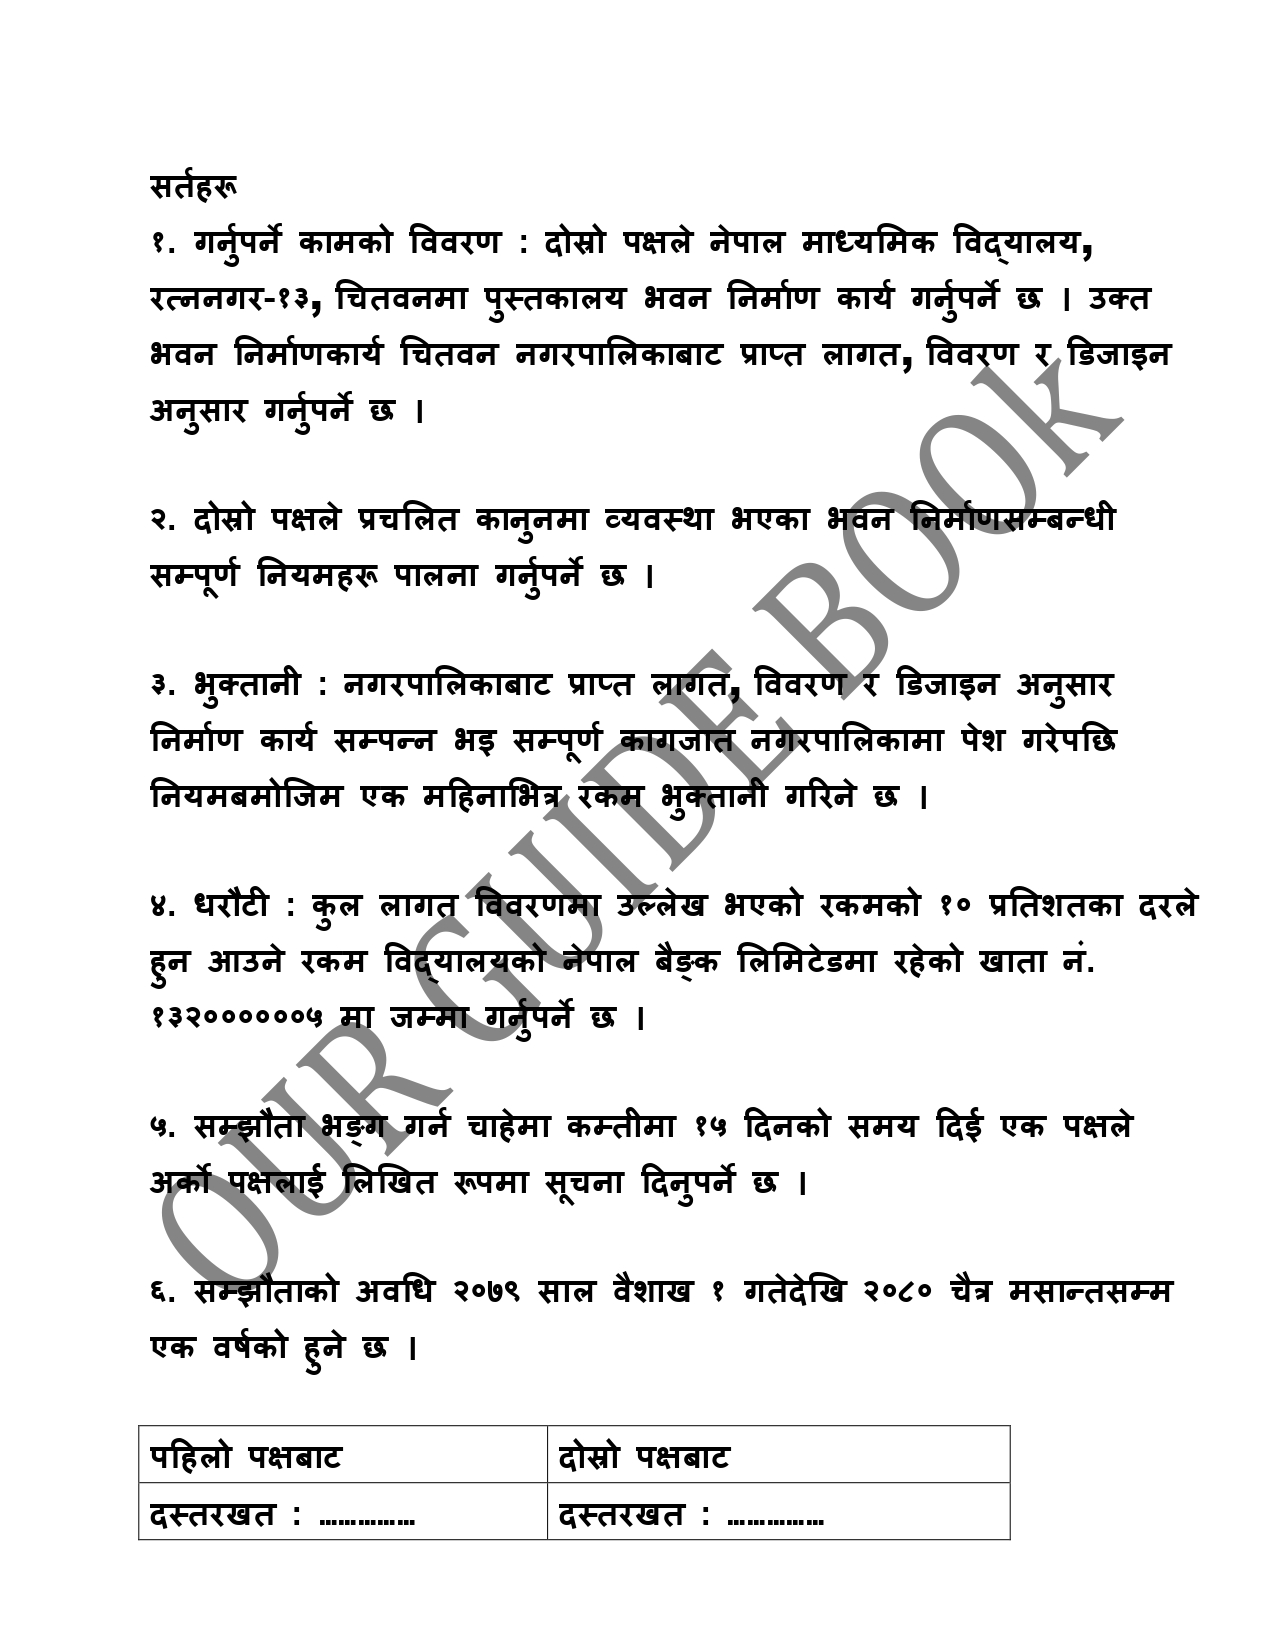 सर्तहरू
१. गर्नुपर्ने कामको विवरण : दोस्रो पक्षले नेपाल माध्यमिक विद्यालय,
रत्ननगर-१३, चितवनमा पुस्तकालय भवन निर्माण कार्य गर्नुपर्ने छ । उक्त
भवन निर्माणकार्य चितवन नगरपालिकाबाट प्राप्त लागत, विवरण र डिजाइन
अनुसार गर्नुपर्ने छ ।
२. दोस्रो पक्षले प्रचलित कानुनमा व्यवस्था भएका भवन निर्माणसम्बन्धी
सम्पूर्ण नियमहरू पालना गर्नुपर्ने छ ।
३. भुक्तानी : नगरपालिकाबाट प्राप्त लागत, विवरण र डिजाइन अनुसार
निर्माण कार्य सम्पन्न भइ सम्पूर्ण कागजात नगरपालिकामा पेश गरेपछि
नियमबमोजिम एक महिनाभित्र रकम भुक्तानी गरिने छ ।
४. धरौटी : कुल लागत विवरणमा उल्लेख भएको रकमको १० प्रतिशतका दरले
हुन आउने रकम विद्यालयको नेपाल बैङ्क लिमिटेडमा रहेको खाता नं.
१३२००००००५ मा जम्मा गर्नुपर्ने छ ।
५. सम्झौता भङ्ग गर्न चाहेमा कम्तीमा १५ दिनको समय दिई एक पक्षले
अर्को पक्षलाई लिखित रूपमा सूचना दिनुपर्ने छ ।
६. सम्झौताको अवधि २०७९ साल वैशाख १ गतेदेखि २०८० चैत्र मसान्तसम्म
एक वर्षको हुने छ ।
पहिलो पक्षबाट दोस्रो पक्षबाट
दस्तरखत : …………… दस्तरखत : ……………
OUR GUIDE BOOk